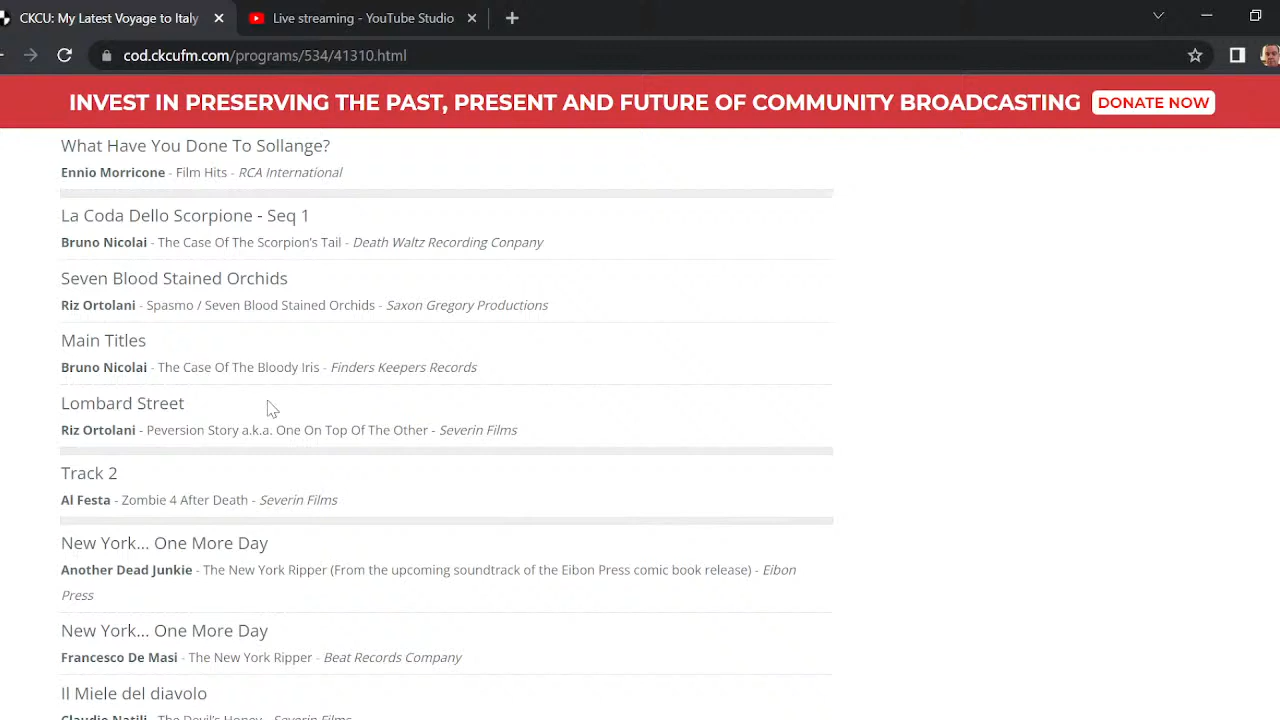 CKCU: My Latest Voyage to Italy
Live streaming - YouTube Studio
cod.ckcufm.com/programs/534/41310.html
INVEST IN PRESERVING THE PAST, PRESENT AND FUTURE OF COMMUNITY BROADCASTING DONATE NOW
What Have You Done To Sollange?
Ennio Morricone - Film Hits - RCA International
La Coda Dello Scorpione - Seq 1
Bruno Nicolai - The Case Of The Scorpion's Tail - Death Waltz Recording Conpany
Seven Blood Stained Orchids
Riz Ortolani - Spasmo / Seven Blood Stained Orchids - Saxon Gregory Productions
Main Titles
Bruno Nicolai - The Case Of The Bloody Iris - Finders Keepers Records
Lombard Street
Riz Ortolani - Peversion Story a.k.a. One On Top Of The Other - Severin Films
Track 2
Al Festa - Zombie 4 After Death - Severin Films
New York... One More Day
Another Dead Junkie - The New York Ripper (From the upcoming soundtrack of the Eibon Press comic book release) - Eibon
Press
New York... One More Day
Francesco De Masi - The New York Ripper - Beat Records Company
Il Miele del diavolo
Claudio Natili - The Devil's Honey - Severin Films